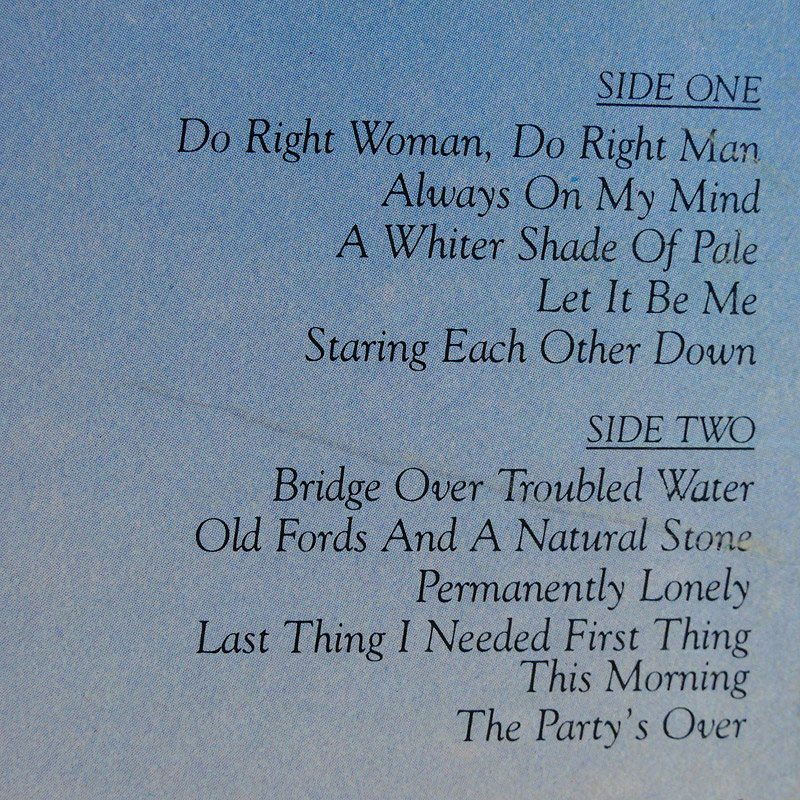 SIDE ONE
Do Right Woman, Do Right Man
Always On My Mind
A Whiter Shade Of Pale
Let It Be Me
Staring Each Other Down
SIDE TWO
Bridge Over Troubled Water
Old Fords And A Natural Stone
Permanently Lonely
Last Thing I Needed First Thing
This Morning
The Party's Over